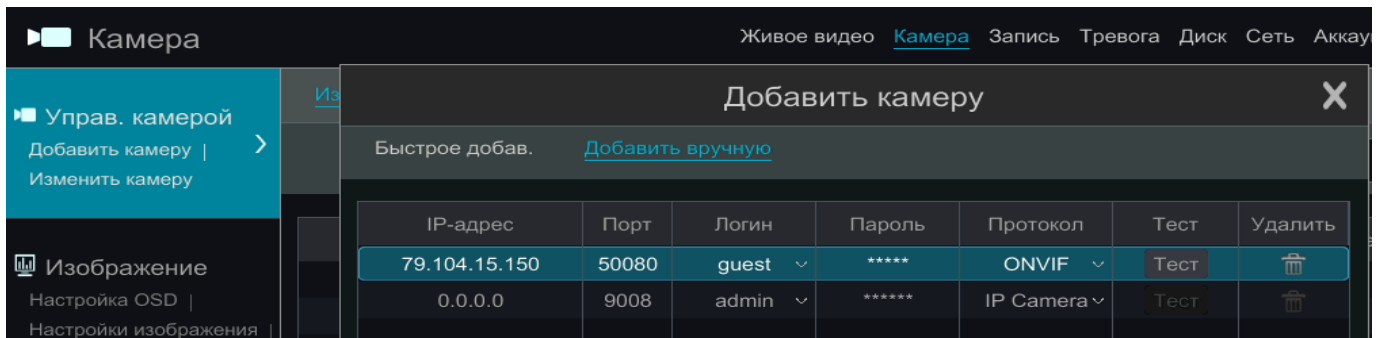 Камера
Живое видео Камера Запись Тревога Диск Сеть
Управ. камерой
Добавить камеру |
Изменить камеру
Добавить камеру X
Быстрое добав. Добавить вручную
IP-адрес Порт Логин Пароль Протокол Тест Удалить
79.104.15.150 50080 guest ***** ONVIF Тест
0.0.0.0 9008 admin ****** IP Camera Тест
Изображение
Настройка OSD |
Настройки изображения |